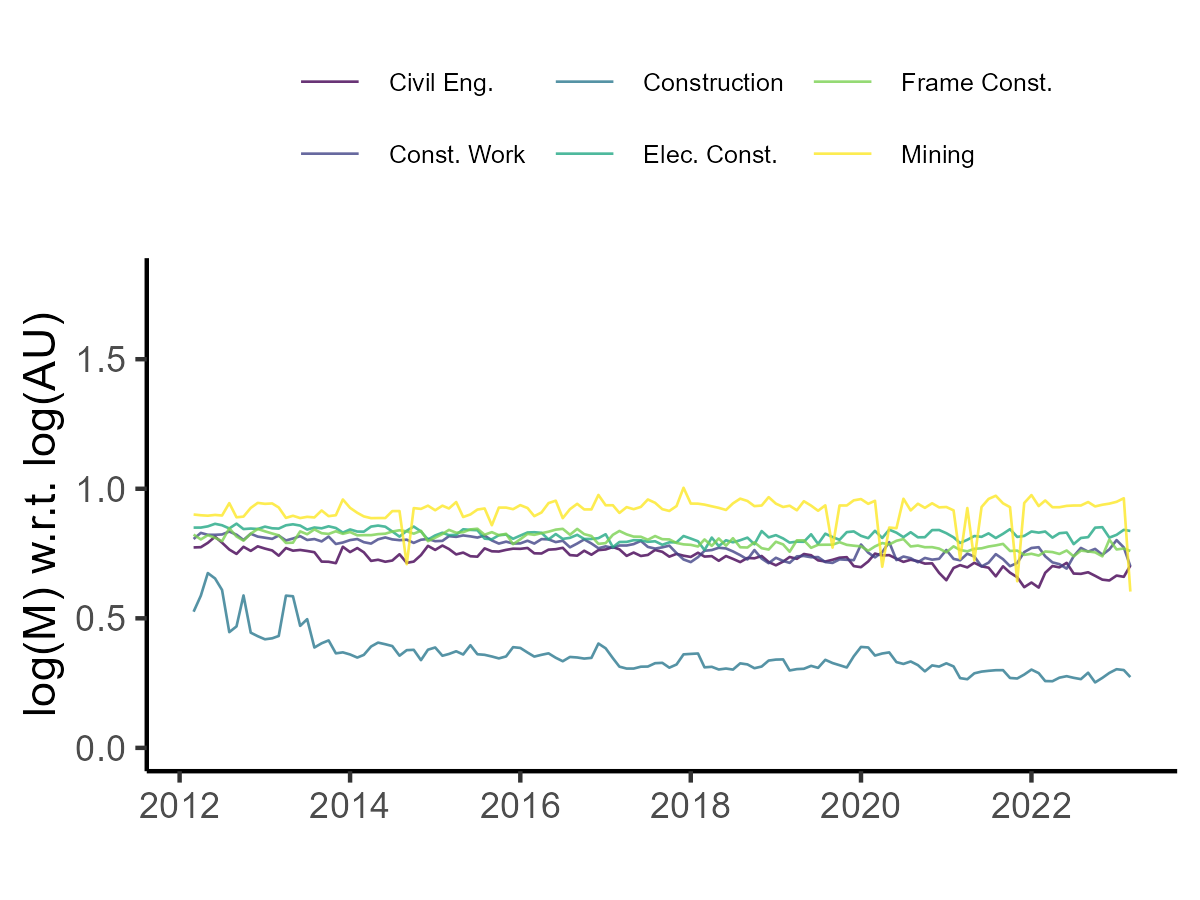 Civil Eng. Construction Frame Const.
Const. Work Elec. Const. Mining
log(M) w.r.t. log(AU)
1.5
1.0
0.5
0.0
2012 2014 2016 2018 2020 2022